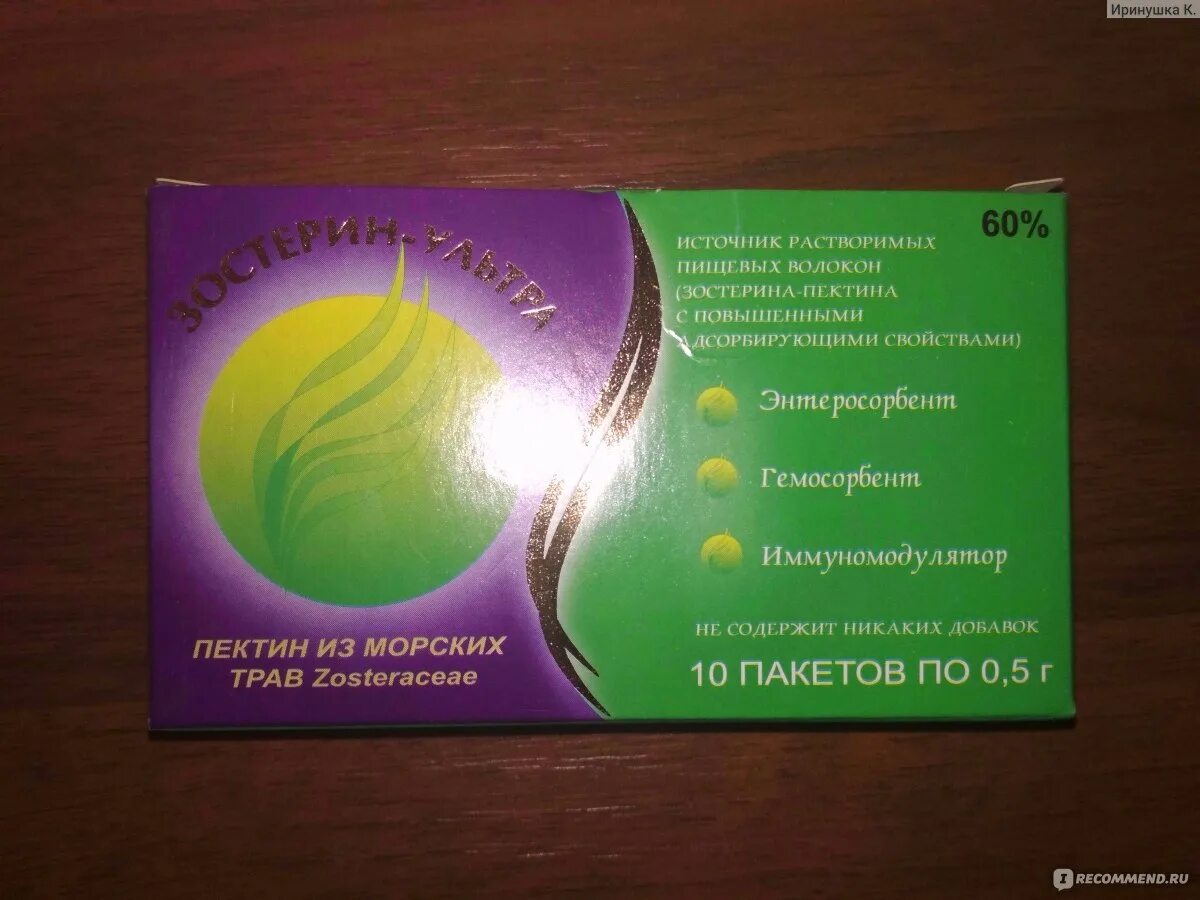 Иринушка К.
ЗОСТЕРИН-УЛЬТРА
60%
ИСТОЧНИК РАСТВОРИМЫХ
ПИЩЕВЫХ ВОЛОКОН
(ЗОСТЕРИНА-ПЕКТИНА
С ПОВЫШЕННЫМИ
АДСОРБИРУЮЩИМИ СВОЙСТВАМИ)
Энтеросорбент
Гемосорбент
Иммуномодулятор
ПЕКТИН ИЗ МОРСКИХ
ТРАВ Zosteraceae
НЕ СОДЕРЖИТ НИКАКИХ ДОБАВОК
10 ПАКЕТОВ ПО 0,5 г
IRECOMMEND.RU